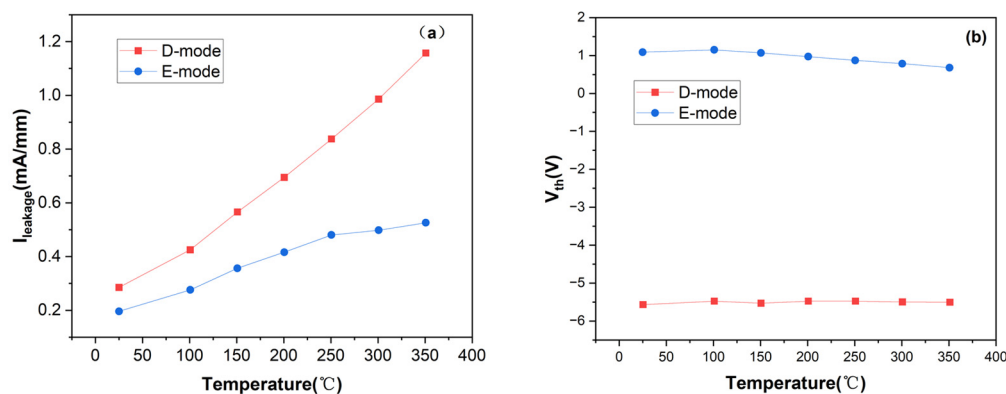 (a)
D-mode
E-mode
1.2
1.0
0.8
0.6
0.4
0.2
I_leakage(mA/mm)
0 50 100 150 200 250 300 350 400
Temperature(℃)
(b)
D-mode
E-mode
2
1
0
−1
−2
−3
−4
−5
−6
V_th(V)
0 50 100 150 200 250 300 350 400
Temperature(℃)